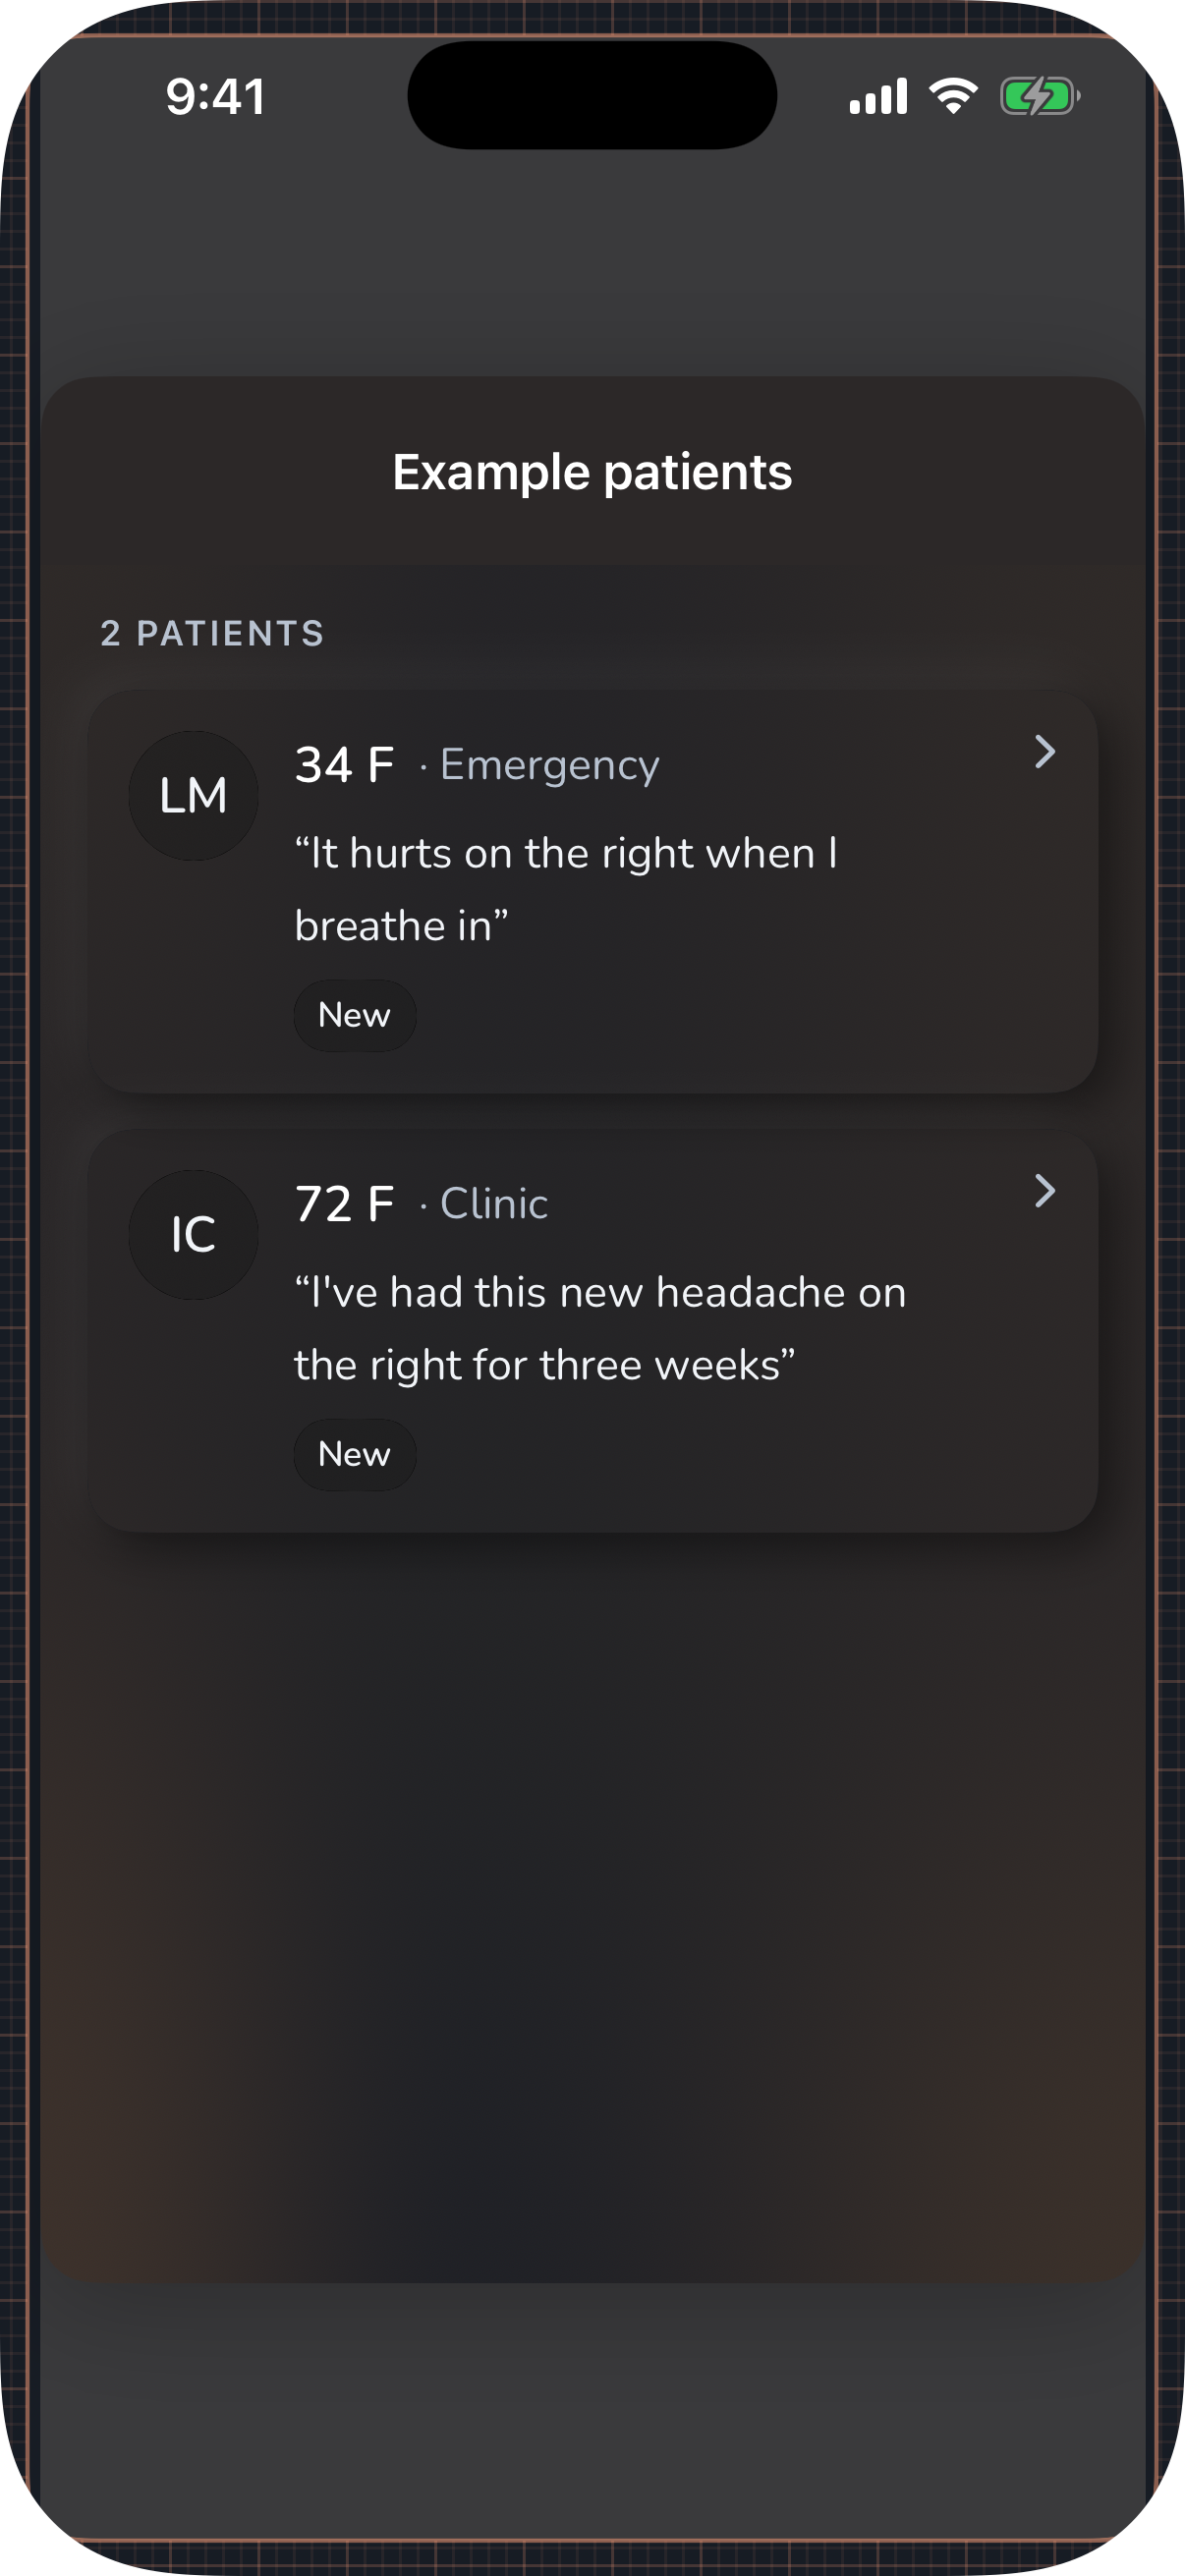 9:41
Example patients
2 PATIENTS
LM
34 F · Emergency
“It hurts on the right when I
breathe in”
New
IC
72 F · Clinic
“I've had this new headache on
the right for three weeks”
New